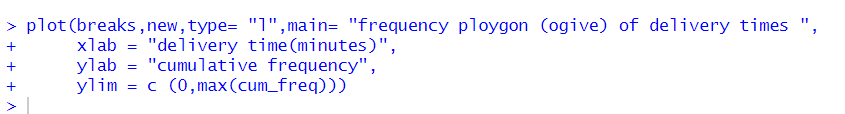 > plot(breaks,new,type= "l",main= "frequency ploygon (ogive) of delivery times ",
+      xlab = "delivery time(minutes)",
+      ylab = "cumulative frequency",
+      ylim = c (0,max(cum_freq)))
>